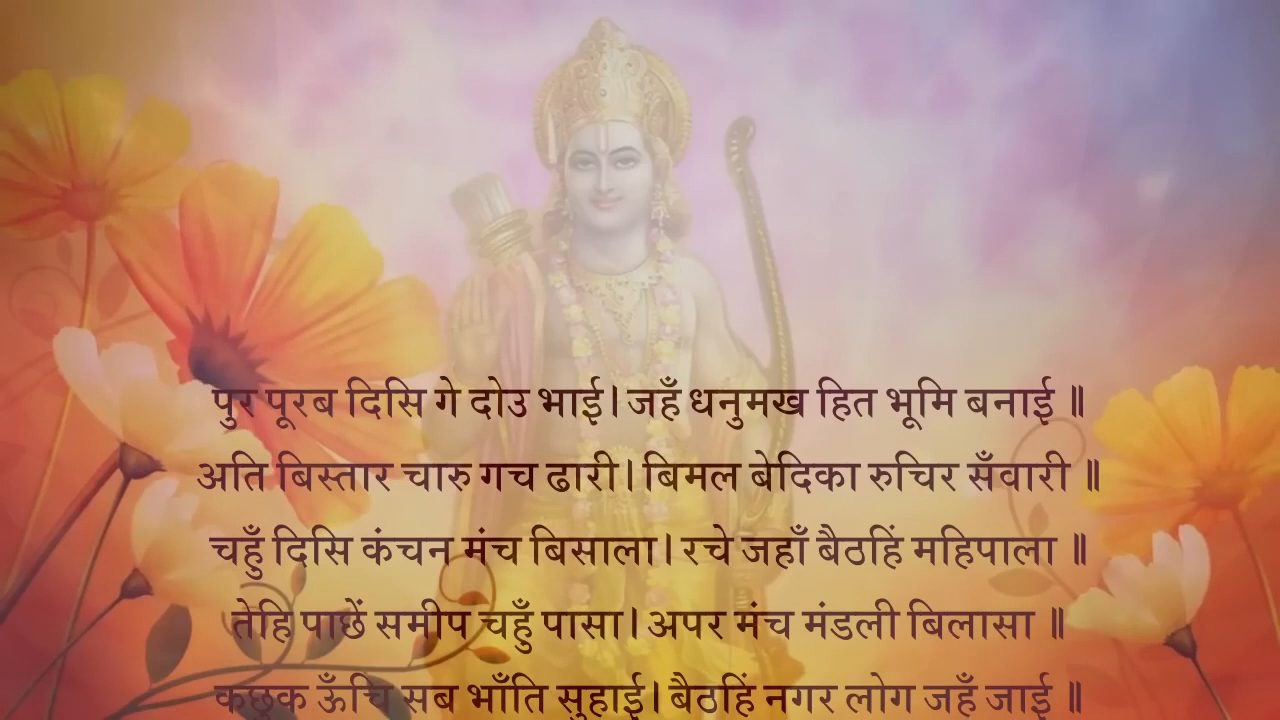 पुर पूरब दिसि गे दोउ भाई। जहँ धनुमख हित भूमि बनाई ॥
अति बिस्तार चारु गच ढारी। बिमल बेदिका रुचिर सँवारी ॥
चहुँ दिसि कंचन मंच बिसाला। रचे जहाँ बैठहिं महिपाला ॥
तेहि पाछें समीप चहुँ पासा। अपर मंच मंडली बिलासा ॥
कछुक ऊँचि सब भाँति सुहाई। बैठहिं नगर लोग जहँ जाई ॥